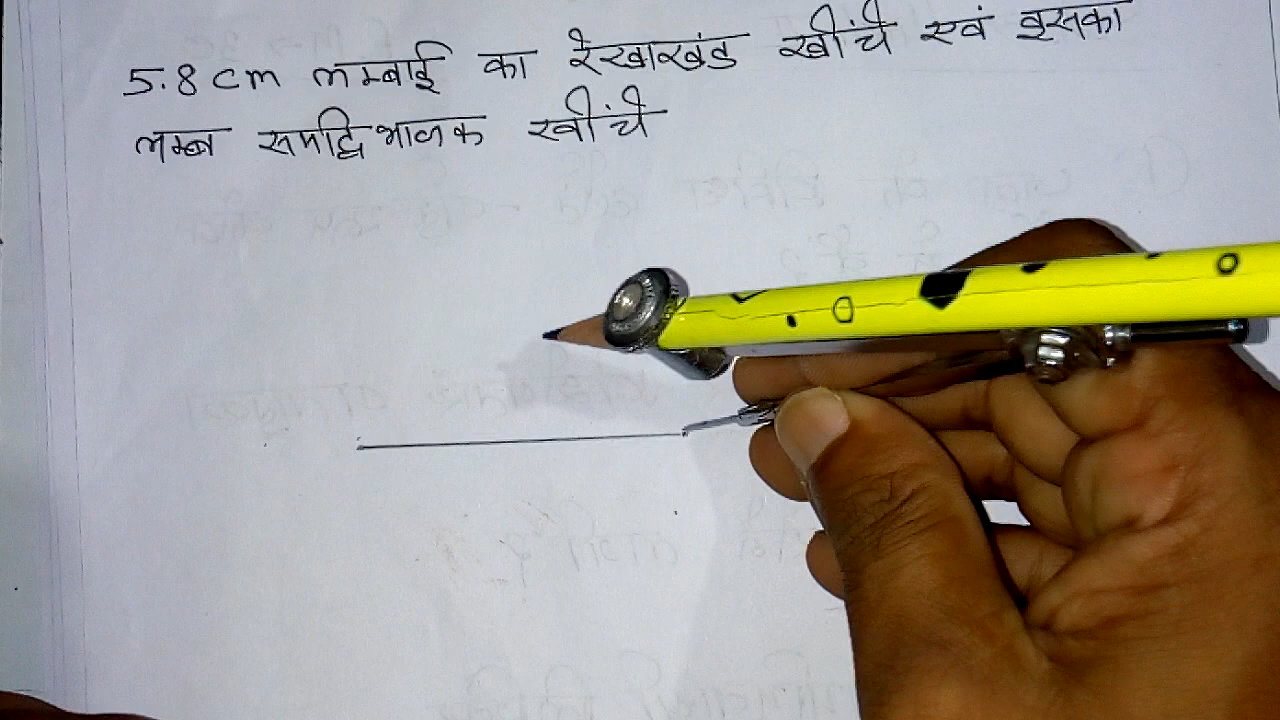 5.8 cm लम्बाई का रेखाखंड खींचे एवं इसका
लम्ब समद्विभाजक खींचे